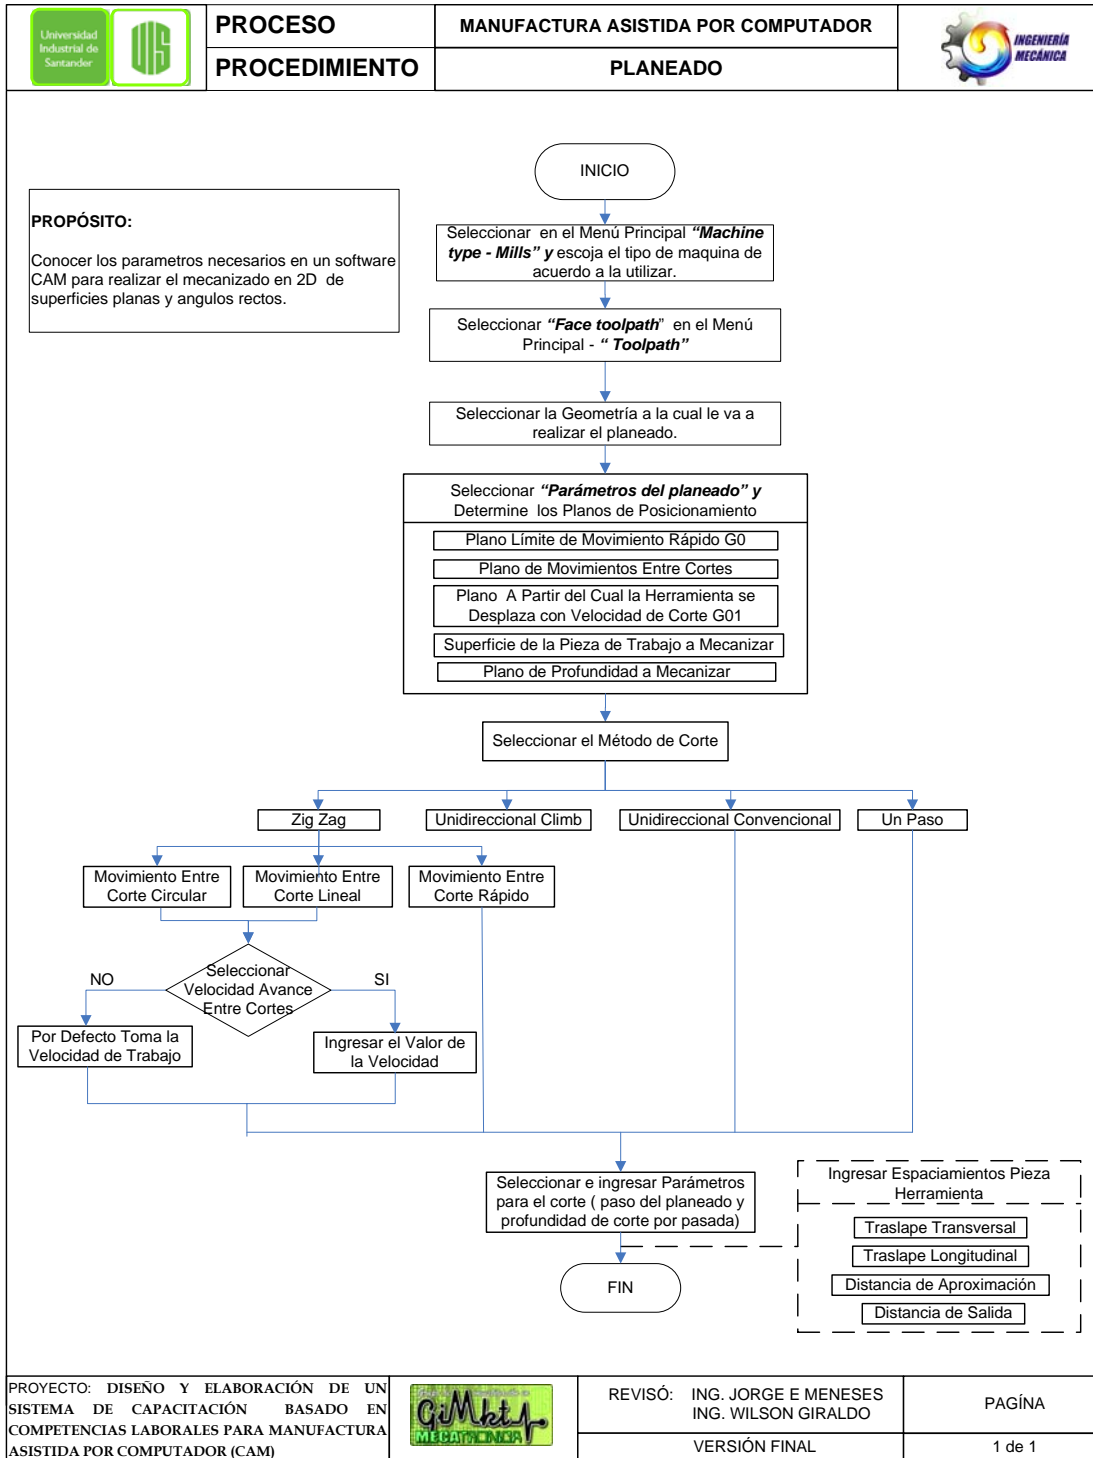 Universidad
Industrial de
Santander
UIS
PROCESO
MANUFACTURA ASISTIDA POR COMPUTADOR
PROCEDIMIENTO
PLANEADO
INGENIERÍA
MECÁNICA
INICIO
PROPÓSITO:
Conocer los parametros necesarios en un software
CAM para realizar el mecanizado en 2D de
superficies planas y angulos rectos.
Seleccionar en el Menú Principal “Machine
type - Mills” y escoja el tipo de maquina de
acuerdo a la utilizar.
Seleccionar “Face toolpath” en el Menú
Principal - “ Toolpath”
Seleccionar la Geometría a la cual le va a
realizar el planeado.
Seleccionar “Parámetros del planeado” y
Determine los Planos de Posicionamiento
Plano Límite de Movimiento Rápido G0
Plano de Movimientos Entre Cortes
Plano A Partir del Cual la Herramienta se
Desplaza con Velocidad de Corte G01
Superficie de la Pieza de Trabajo a Mecanizar
Plano de Profundidad a Mecanizar
Seleccionar el Método de Corte
Zig Zag
Unidireccional Climb
Unidireccional Convencional
Un Paso
Movimiento Entre
Corte Circular
Movimiento Entre
Corte Lineal
Movimiento Entre
Corte Rápido
Seleccionar
Velocidad Avance
Entre Cortes
NO
SI
Por Defecto Toma la
Velocidad de Trabajo
Ingresar el Valor de
la Velocidad
Seleccionar e ingresar Parámetros
para el corte ( paso del planeado y
profundidad de corte por pasada)
Ingresar Espaciamientos Pieza
Herramienta
Traslape Transversal
Traslape Longitudinal
Distancia de Aproximación
Distancia de Salida
FIN
PROYECTO: DISEÑO Y ELABORACIÓN DE UN
SISTEMA DE CAPACITACIÓN BASADO EN
COMPETENCIAS LABORALES PARA MANUFACTURA
ASISTIDA POR COMPUTADOR (CAM)
GiMkt
MECATRONICA
REVISÓ: ING. JORGE E MENESES
ING. WILSON GIRALDO
VERSIÓN FINAL
PAGÍNA
1 de 1